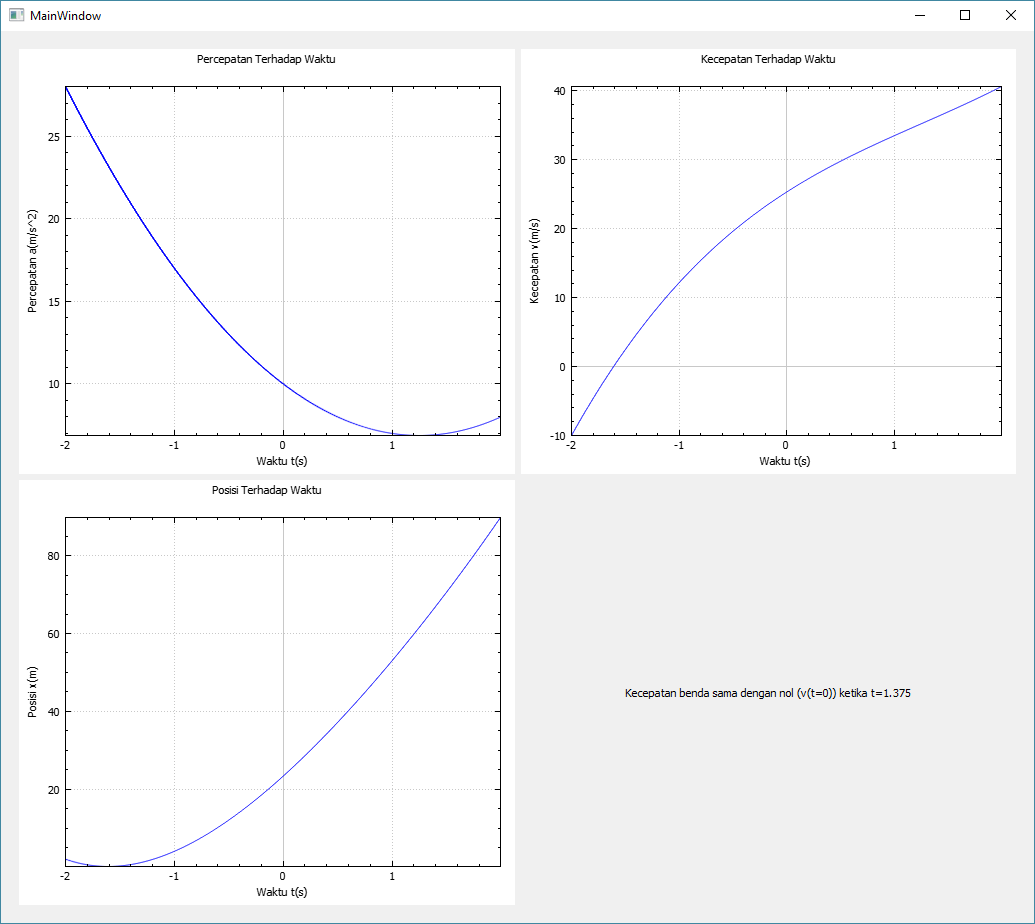 MainWindow
Percepatan Terhadap Waktu
25
20
15
10
Percepatan a(m/s^2)
-2 -1 0 1
Waktu t(s)
Kecepatan Terhadap Waktu
40
30
20
10
0
-10
Kecepatan v(m/s)
-2 -1 0 1
Waktu t(s)
Posisi Terhadap Waktu
80
60
40
20
Posisi x(m)
-2 -1 0 1
Waktu t(s)
Kecepatan benda sama dengan nol (v(t=0)) ketika t=1.375